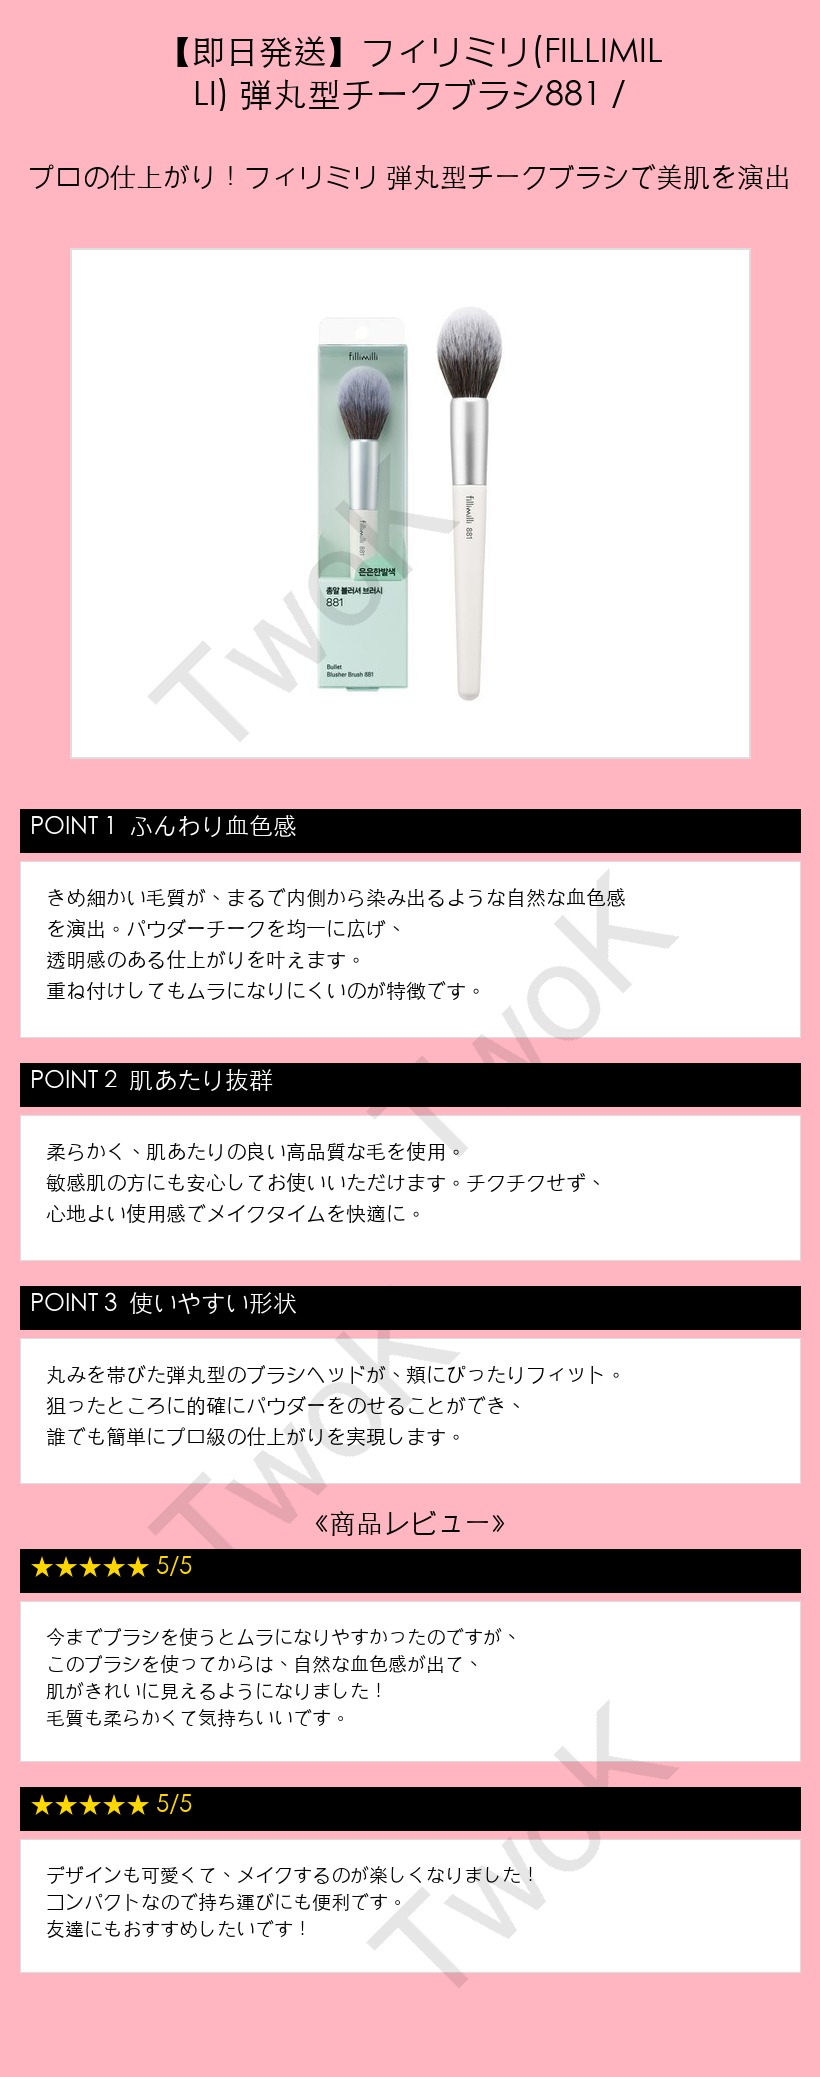 【即日発送】フィリミリ(FILLIMIL
LI) 弾丸型チークブラシ881 /
プロの仕上がり！フィリミリ 弾丸型チークブラシで美肌を演出
fillimilli
fillimilli 881
은은한발색
총알 블러셔 브러시
881
Bullet
Blusher Brush 881
fillimilli 881
TwoK
POINT 1 ふんわり血色感
きめ細かい毛質が、まるで内側から染み出るような自然な血色感
を演出。パウダーチークを均一に広げ、
透明感のある仕上がりを叶えます。
重ね付けしてもムラになりにくいのが特徴です。
TwoK
POINT 2 肌あたり抜群
柔らかく、肌あたりの良い高品質な毛を使用。
敏感肌の方にも安心してお使いいただけます。チクチクせず、
心地よい使用感でメイクタイムを快適に。
POINT 3 使いやすい形状
丸みを帯びた弾丸型のブラシヘッドが、頬にぴったりフィット。
狙ったところに的確にパウダーをのせることができ、
誰でも簡単にプロ級の仕上がりを実現します。
TwoK
《商品レビュー》
★★★★★ 5/5
今までブラシを使うとムラになりやすかったのですが、
このブラシを使ってからは、自然な血色感が出て、
肌がきれいに見えるようになりました！
毛質も柔らかくて気持ちいいです。
★★★★★ 5/5
デザインも可愛くて、メイクするのが楽しくなりました！
コンパクトなので持ち運びにも便利です。
友達にもおすすめしたいです！
TwoK